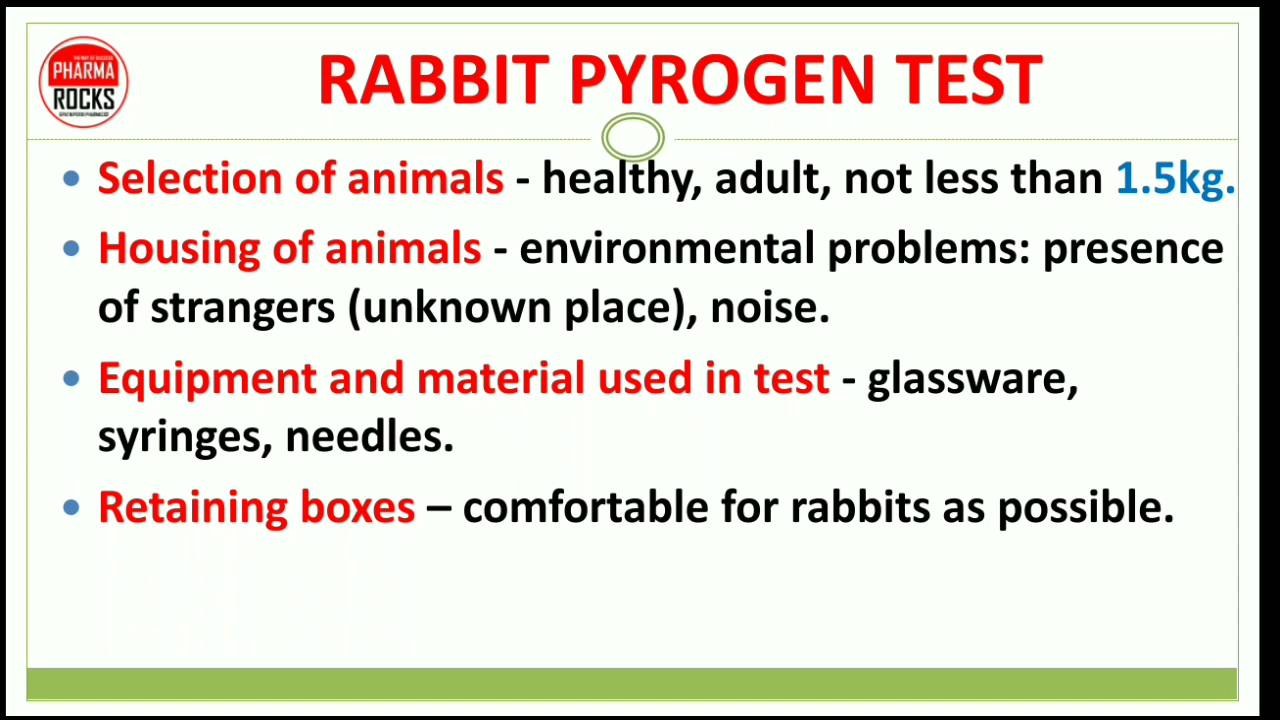 PHARMA
ROCKS
RABBIT PYROGEN TEST
• Selection of animals - healthy, adult, not less than 1.5kg.
• Housing of animals - environmental problems: presence
of strangers (unknown place), noise.
• Equipment and material used in test - glassware,
syringes, needles.
• Retaining boxes – comfortable for rabbits as possible.